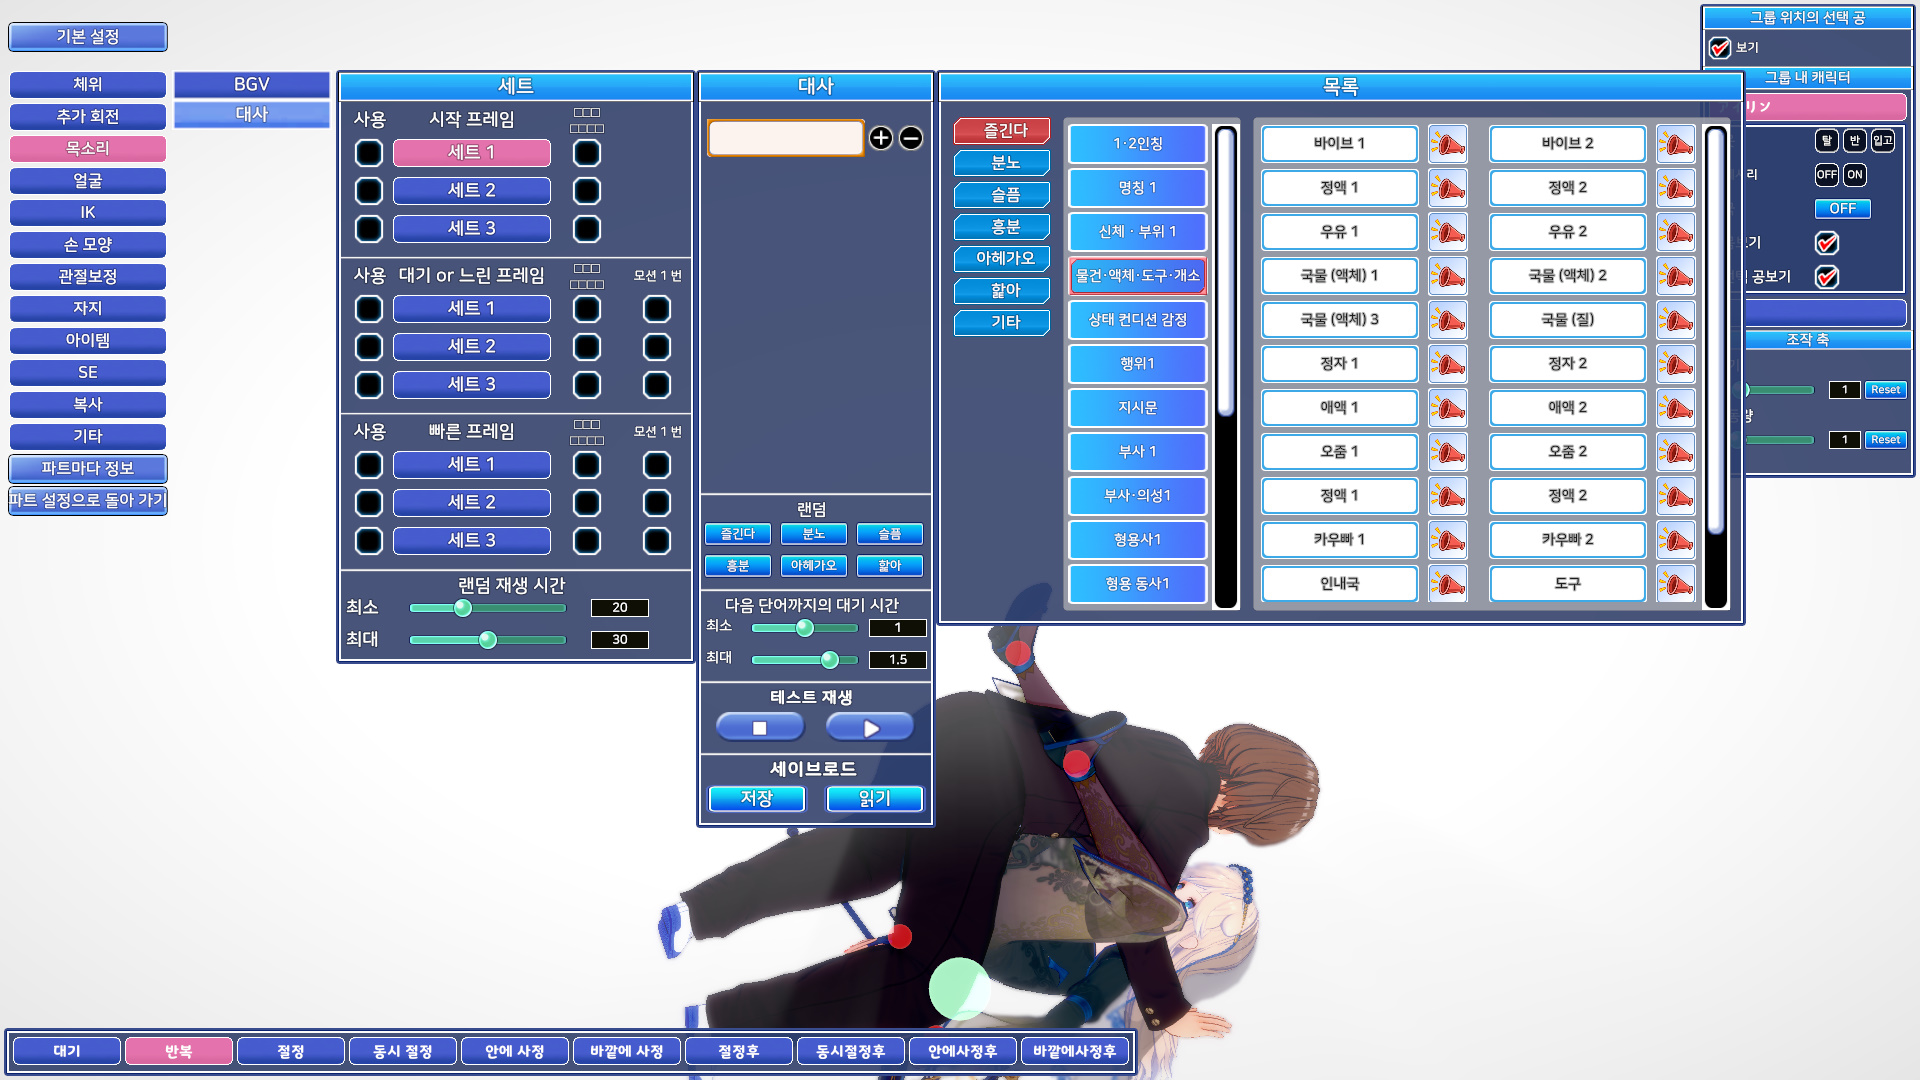 기본 설정
체위
추가 회전
목소리
얼굴
IK
손 모양
관절보정
자지
아이템
SE
복사
기타
파트마다 정보
파트 설정으로 돌아 가기
BGV
대사
세트
사용 시작 프레임
세트 1
세트 2
세트 3
사용 대기 or 느린 프레임 모션 1 번
세트 1
세트 2
세트 3
사용 빠른 프레임 모션 1 번
세트 1
세트 2
세트 3
랜덤 재생 시간
최소 20
최대 30
대사
랜덤
즐긴다 분노 슬픔
흥분 아헤가오 핥아
다음 단어까지의 대기 시간
최소 1
최대 1.5
테스트 재생
세이브로드
저장 읽기
목록
즐긴다
분노
슬픔
흥분
아헤가오
핥아
기타
1·2인칭
명칭 1
신체 · 부위 1
물건·액체·도구·개소
상태 컨디션 감정
행위1
지시문
부사 1
부사·의성1
형용사1
형용 동사1
바이브 1 바이브 2
정액 1 정액 2
우유 1 우유 2
국물 (액체) 1 국물 (액체) 2
국물 (액체) 3 국물 (질)
정자 1 정자 2
애액 1 애액 2
오줌 1 오줌 2
정액 1 정액 2
카우빠 1 카우빠 2
인내국 도구
그룹 위치의 선택 공
보기
그룹 내 캐릭터
リン
탈 반 입고
리 OFF ON
OFF
기
공보기
조작 축
1 Reset
1 Reset
대기 반복 절정 동시 절정 안에 사정 바깥에 사정 절정후 동시절정후 안에사정후 바깥에사정후